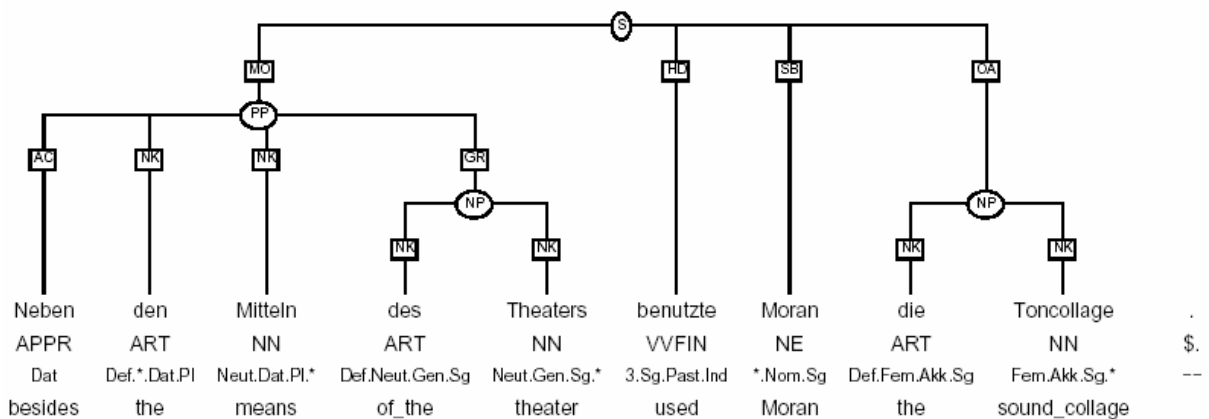 S
MO HD SB OA
PP
AC NK NK GR
NP NP
NK NK NK NK
Neben den Mitteln des Theaters benutzte Moran die Toncollage .
APPR ART NN ART NN VVFIN NE ART NN $.
Dat Def.*.Dat.Pl Neut.Dat.Pl.* Def.Neut.Gen.Sg Neut.Gen.Sg.* 3.Sg.Past.Ind *.Nom.Sg Def.Fem.Akk.Sg Fem.Akk.Sg.* --
besides the means of_the theater used Moran the sound_collage